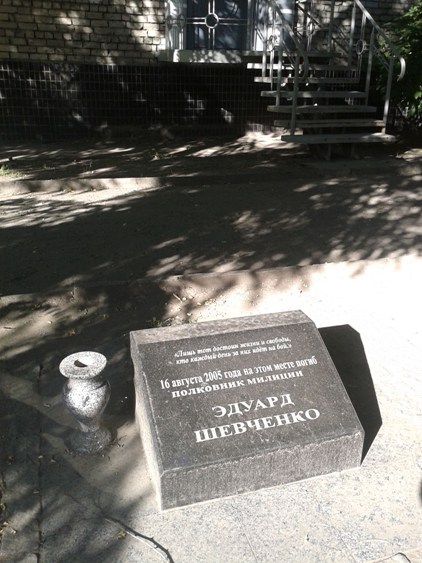 «Лишь тот достоин жизни и свободы,
кто каждый день за них идёт на бой.»
16 августа 2005 года на этом месте погиб
полковник милиции
ЭДУАРД
ШЕВЧЕНКО